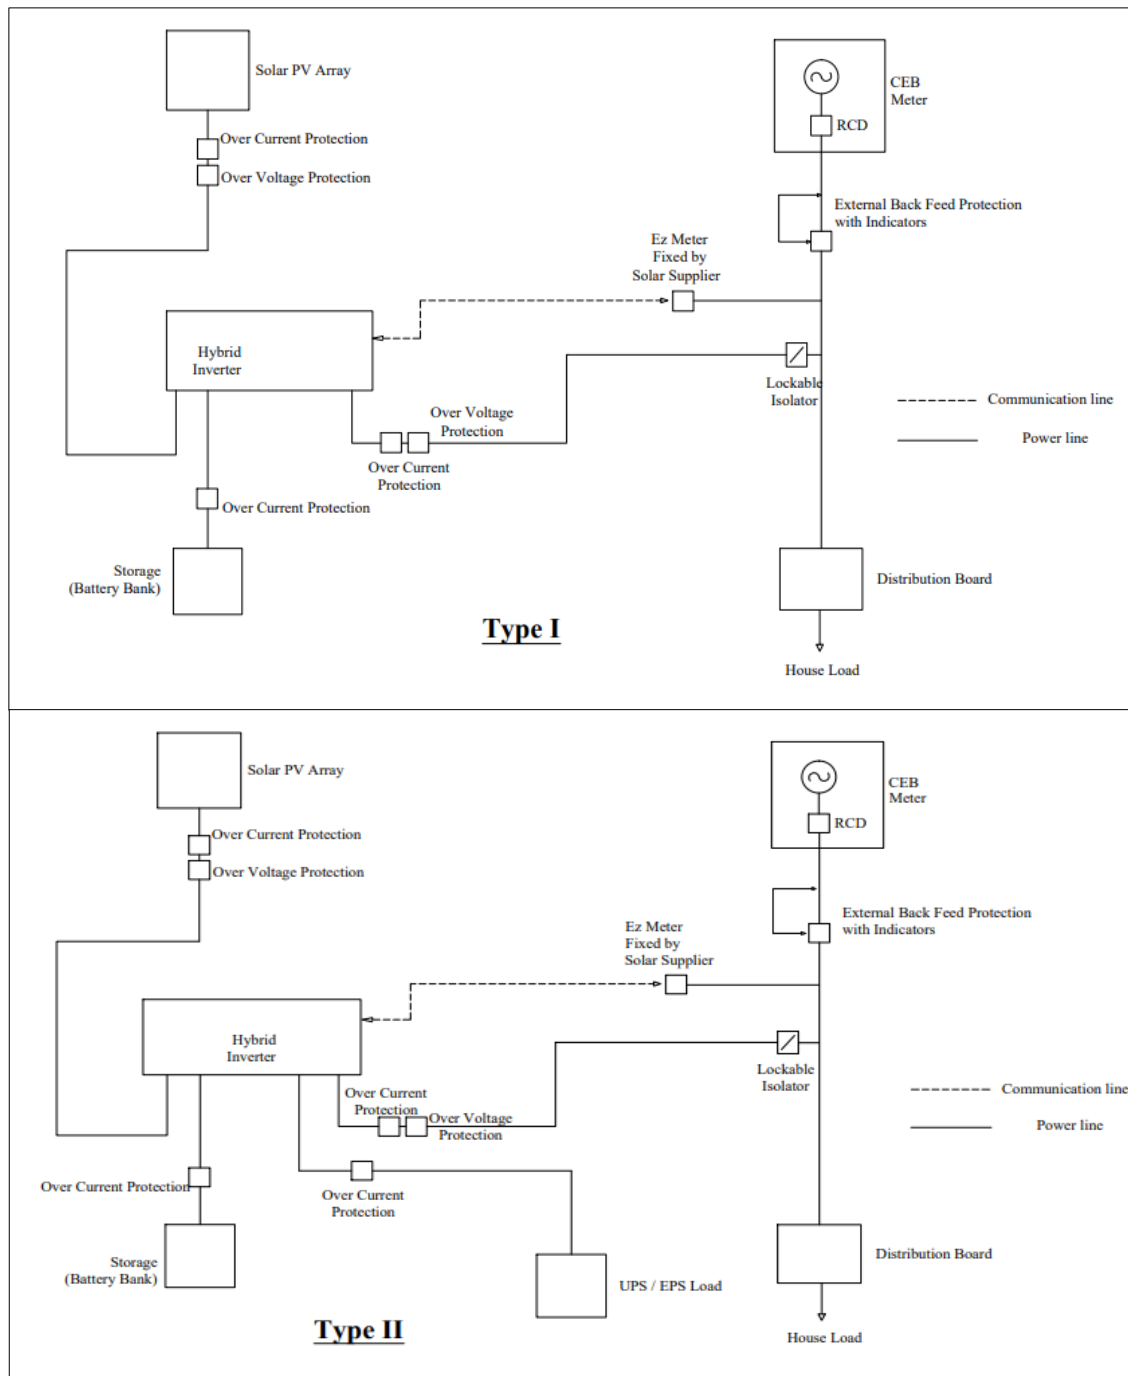 Solar PV Array
Over Current Protection
Over Voltage Protection
CEB
Meter
RCD
External Back Feed Protection
with Indicators
Ez Meter
Fixed by
Solar Supplier
Hybrid
Inverter
Lockable
Isolator
Over Voltage
Protection
Over Current
Protection
Communication line
Power line
Over Current Protection
Storage
(Battery Bank)
Distribution Board
House Load
Type I
Solar PV Array
Over Current Protection
Over Voltage Protection
CEB
Meter
RCD
External Back Feed Protection
with Indicators
Ez Meter
Fixed by
Solar Supplier
Hybrid
Inverter
Lockable
Isolator
Over Current
Protection
Over Voltage
Protection
Communication line
Power line
Over Current Protection
Over Current
Protection
Storage
(Battery Bank)
UPS / EPS Load
Distribution Board
House Load
Type II